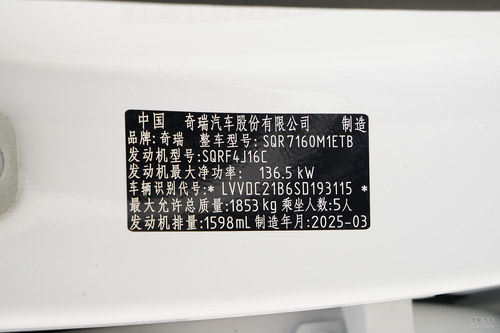 中国 奇瑞汽车股份有限公司 制造
品牌:奇瑞 整车型号:SQR7160M1ETB
发动机型号:SQRF4J16C
发动机最大净功率: 136.5 kW
车辆识别代号:* LVVDC21B6SD193115 *
最大允许总质量:1853 kg 乘坐人数:5人
发动机排量:1598mL 制造年月:2025-03